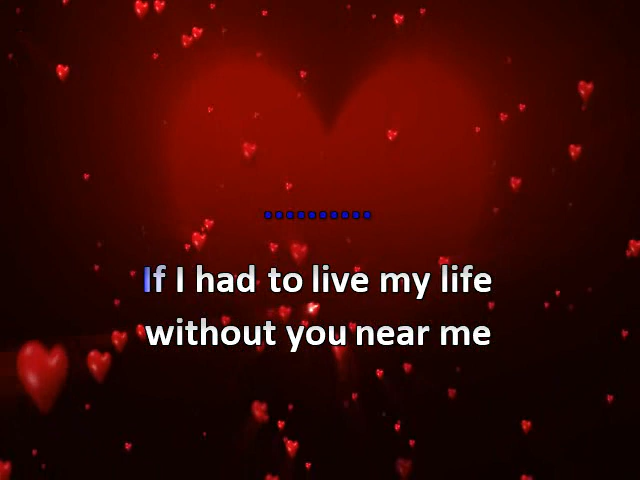 ..........
If I had to live my life
without you near me